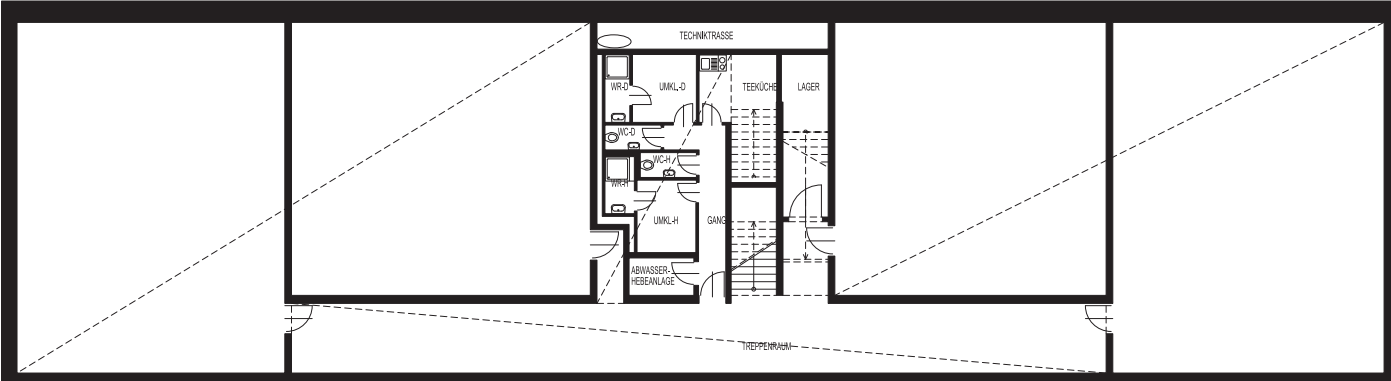 TECHNIKTRASSE
WR-D
UMKL-D
TEEKÜCHE
LAGER
WC-D
WC-H
WR-H
UMKL-H
GANG
ABWASSER-
HEBEANLAGE
TREPPENRAUM